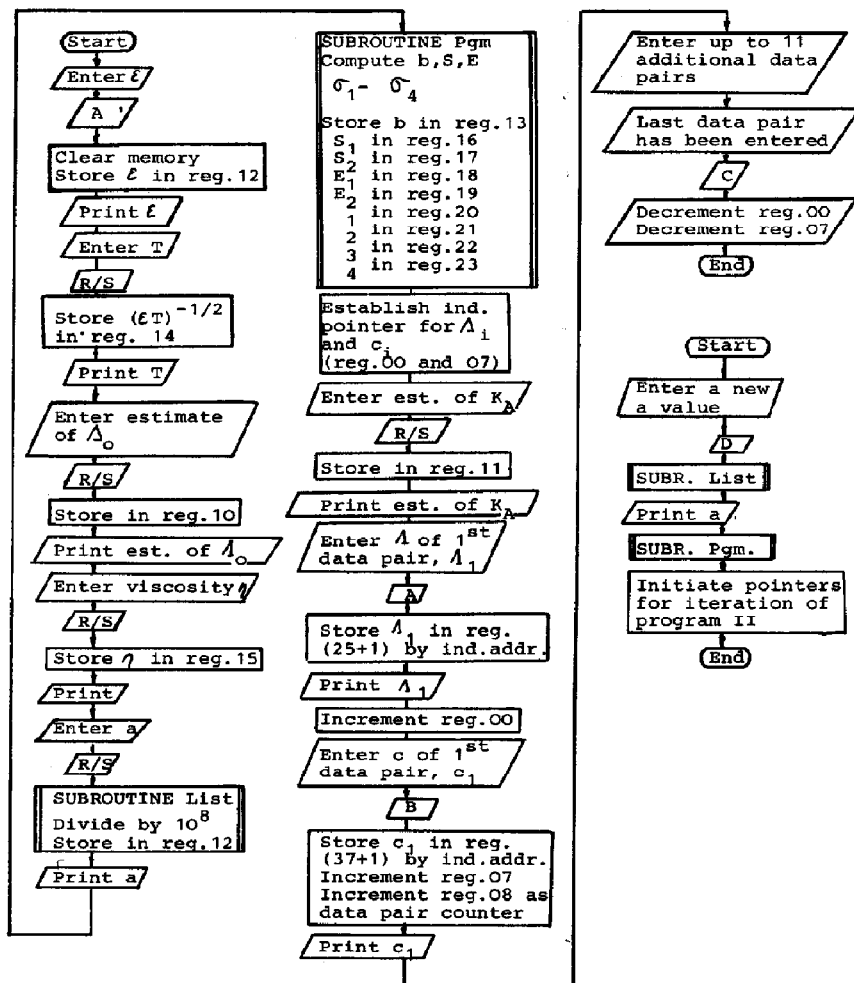 Start
Enter ε
A '
Clear memory
Store ε in reg.12
Print ε
Enter T
R/S
Store (εT)⁻¹/²
in reg. 14
Print T
Enter estimate
of Λ₀
R/S
Store in reg.10
Print est. of Λ₀
Enter viscosity η
R/S
Store η in reg.15
Print
Enter a
R/S
SUBROUTINE List
Divide by 10⁸
Store in reg.12
Print a
SUBROUTINE Pgm
Compute b,S,E
σ₁- σ₄
Store b in reg.13
S₁ in reg.16
S₂ in reg.17
E₁ in reg.18
E₂ in reg.19
1 in reg.20
2 in reg.21
3 in reg.22
4 in reg.23
Establish ind.
pointer for Λᵢ
and cᵢ
(reg.00 and 07)
Enter est. of K_A
R/S
Store in reg.11
Print est. of K_A
Enter Λ of 1ˢᵗ
data pair, Λ₁
A
Store Λ₁ in reg.
(25+1) by ind.addr.
Print Λ₁
Increment reg.00
Enter c of 1ˢᵗ
data pair, c₁
B
Store c₁ in reg.
(37+1) by ind.addr.
Increment reg.07
Increment reg.08 as
data pair counter
Print c₁
Enter up to 11
additional data
pairs
Last data pair
has been entered
C
Decrement reg.00
Decrement reg.07
End
Start
Enter a new
a value
D
SUBR. List
Print a
SUBR. Pgm.
Initiate pointers
for iteration of
program II
End